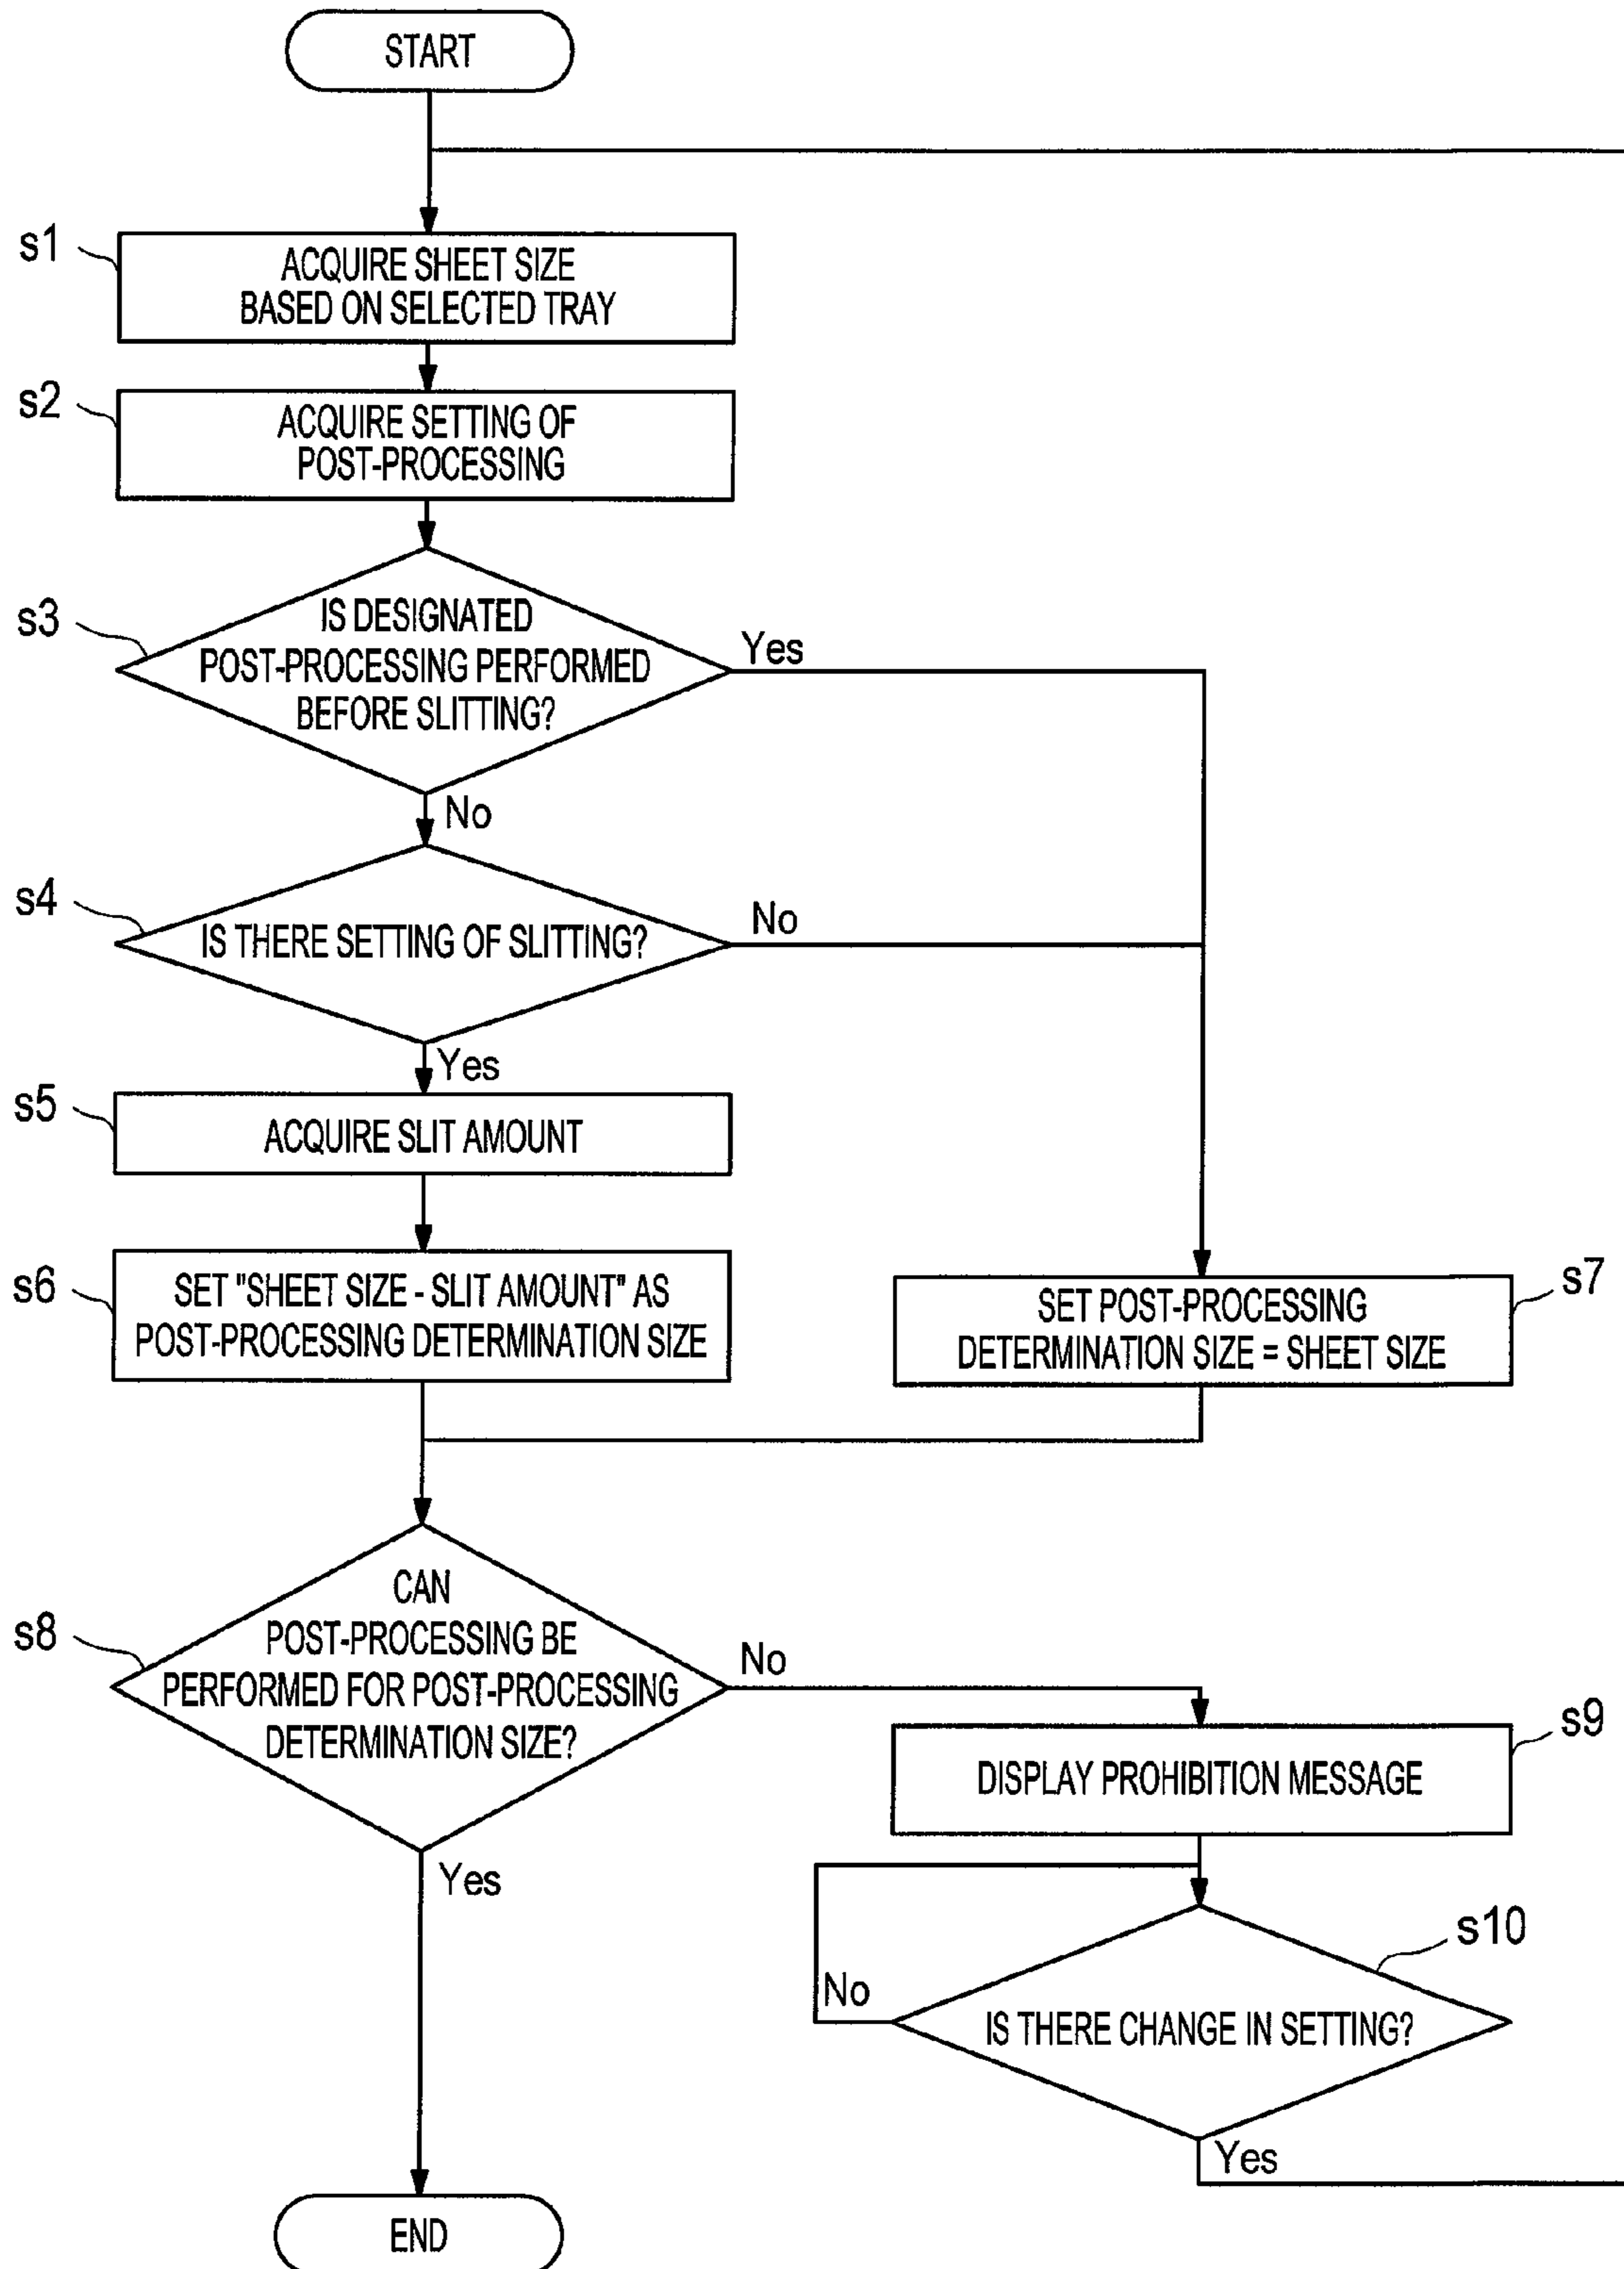 START
s1
ACQUIRE SHEET SIZE
BASED ON SELECTED TRAY
s2
ACQUIRE SETTING OF
POST-PROCESSING
s3
IS DESIGNATED
POST-PROCESSING PERFORMED
BEFORE SLITTING?
Yes
No
s4
IS THERE SETTING OF SLITTING?
No
Yes
s5
ACQUIRE SLIT AMOUNT
s6
SET "SHEET SIZE - SLIT AMOUNT" AS
POST-PROCESSING DETERMINATION SIZE
s7
SET POST-PROCESSING
DETERMINATION SIZE = SHEET SIZE
s8
CAN
POST-PROCESSING BE
PERFORMED FOR POST-PROCESSING
DETERMINATION SIZE?
No
Yes
s9
DISPLAY PROHIBITION MESSAGE
s10
IS THERE CHANGE IN SETTING?
No
Yes
END